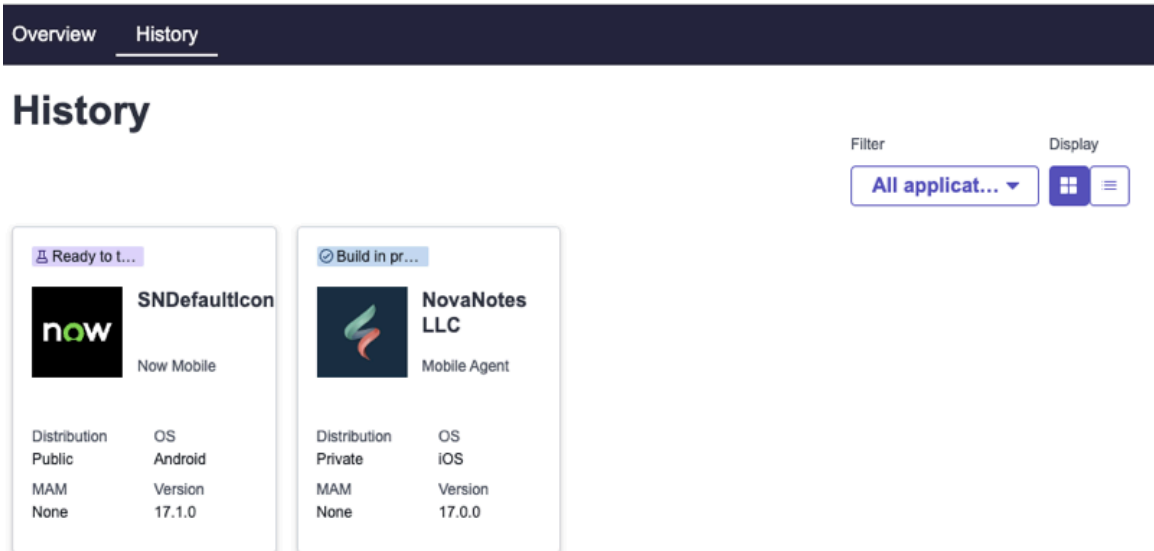 Overview History
History
Filter Display
All applicat...
Ready to t...
SNDefaultIcon
now
Now Mobile
Distribution OS
Public Android
MAM Version
None 17.1.0
Build in pr...
NovaNotes
LLC
Mobile Agent
Distribution OS
Private iOS
MAM Version
None 17.0.0